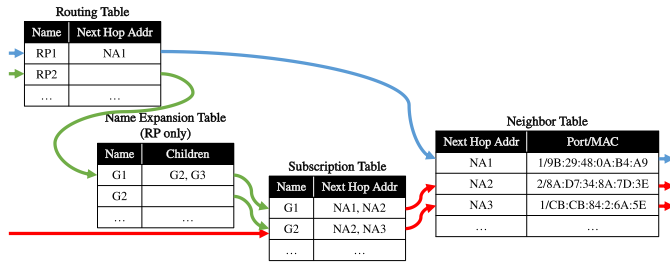 Routing Table
Name Next Hop Addr
RP1 NA1
RP2
... ...
Name Expansion Table
(RP only)
Name Children
G1 G2, G3
G2
... ...
Subscription Table
Name Next Hop Addr
G1 NA1, NA2
G2 NA2, NA3
... ...
Neighbor Table
Next Hop Addr Port/MAC
NA1 1/9B:29:48:0A:B4:A9
NA2 2/8A:D7:34:8A:7D:3E
NA3 1/CB:CB:84:2:6A:5E
... ...